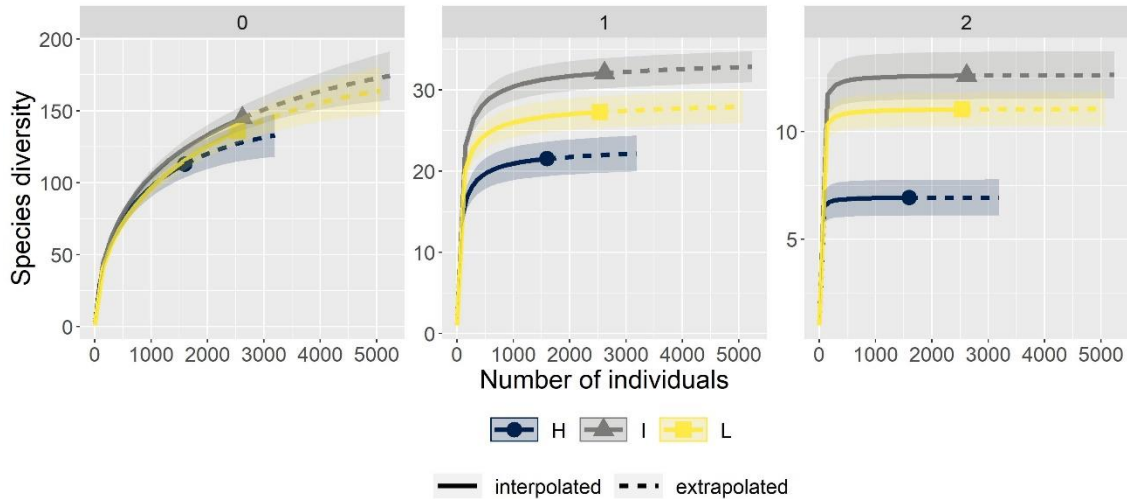 0
1
2
Species diversity
200
150
100
50
0
30
20
10
0
10
5
0 1000 2000 3000 4000 5000
0 1000 2000 3000 4000 5000
0 1000 2000 3000 4000 5000
Number of individuals
H I L
interpolated extrapolated